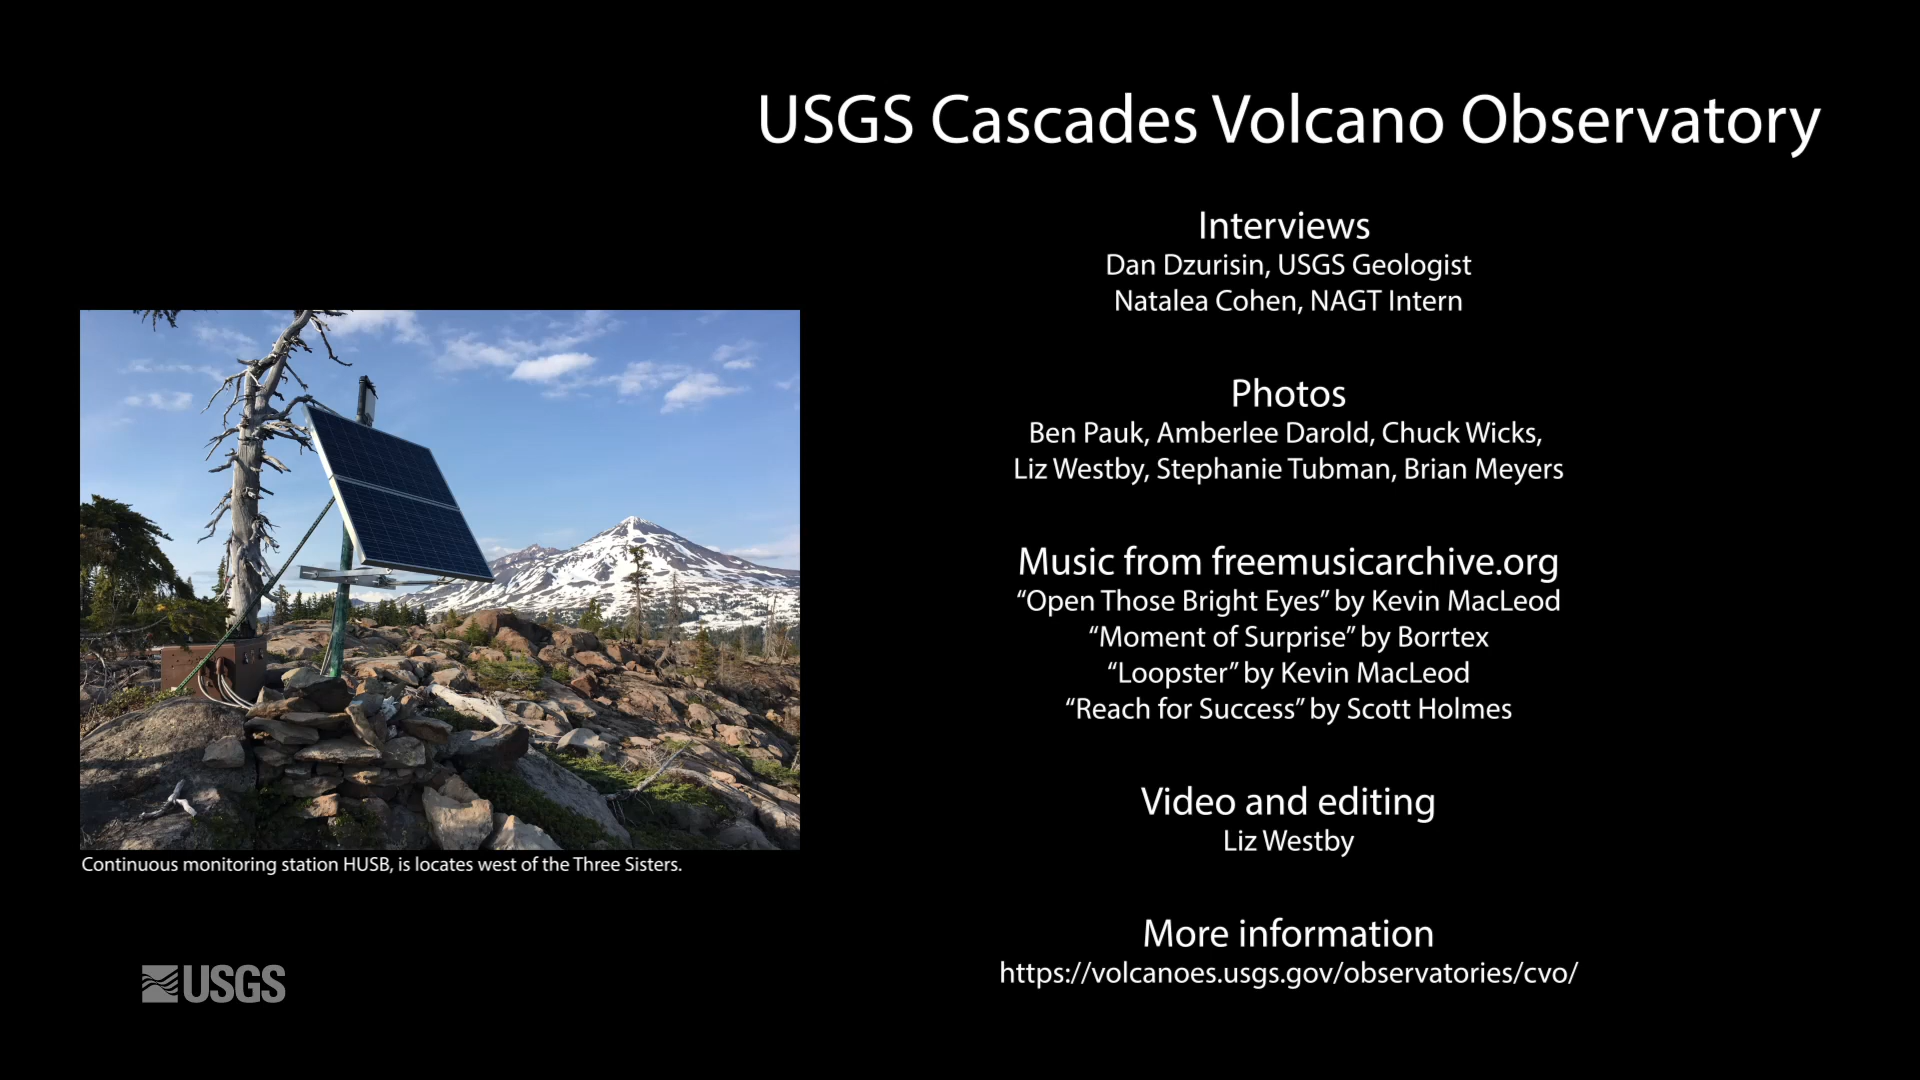 USGS Cascades Volcano Observatory
Interviews
Dan Dzurisin, USGS Geologist
Natalea Cohen, NAGT Intern
Photos
Ben Pauk, Amberlee Darold, Chuck Wicks,
Liz Westby, Stephanie Tubman, Brian Meyers
Music from freemusicarchive.org
“Open Those Bright Eyes” by Kevin MacLeod
“Moment of Surprise” by Borrtex
“Loopster” by Kevin MacLeod
“Reach for Success” by Scott Holmes
Video and editing
Liz Westby
More information
https://volcanoes.usgs.gov/observatories/cvo/
Continuous monitoring station HUSB, is locates west of the Three Sisters.
USGS